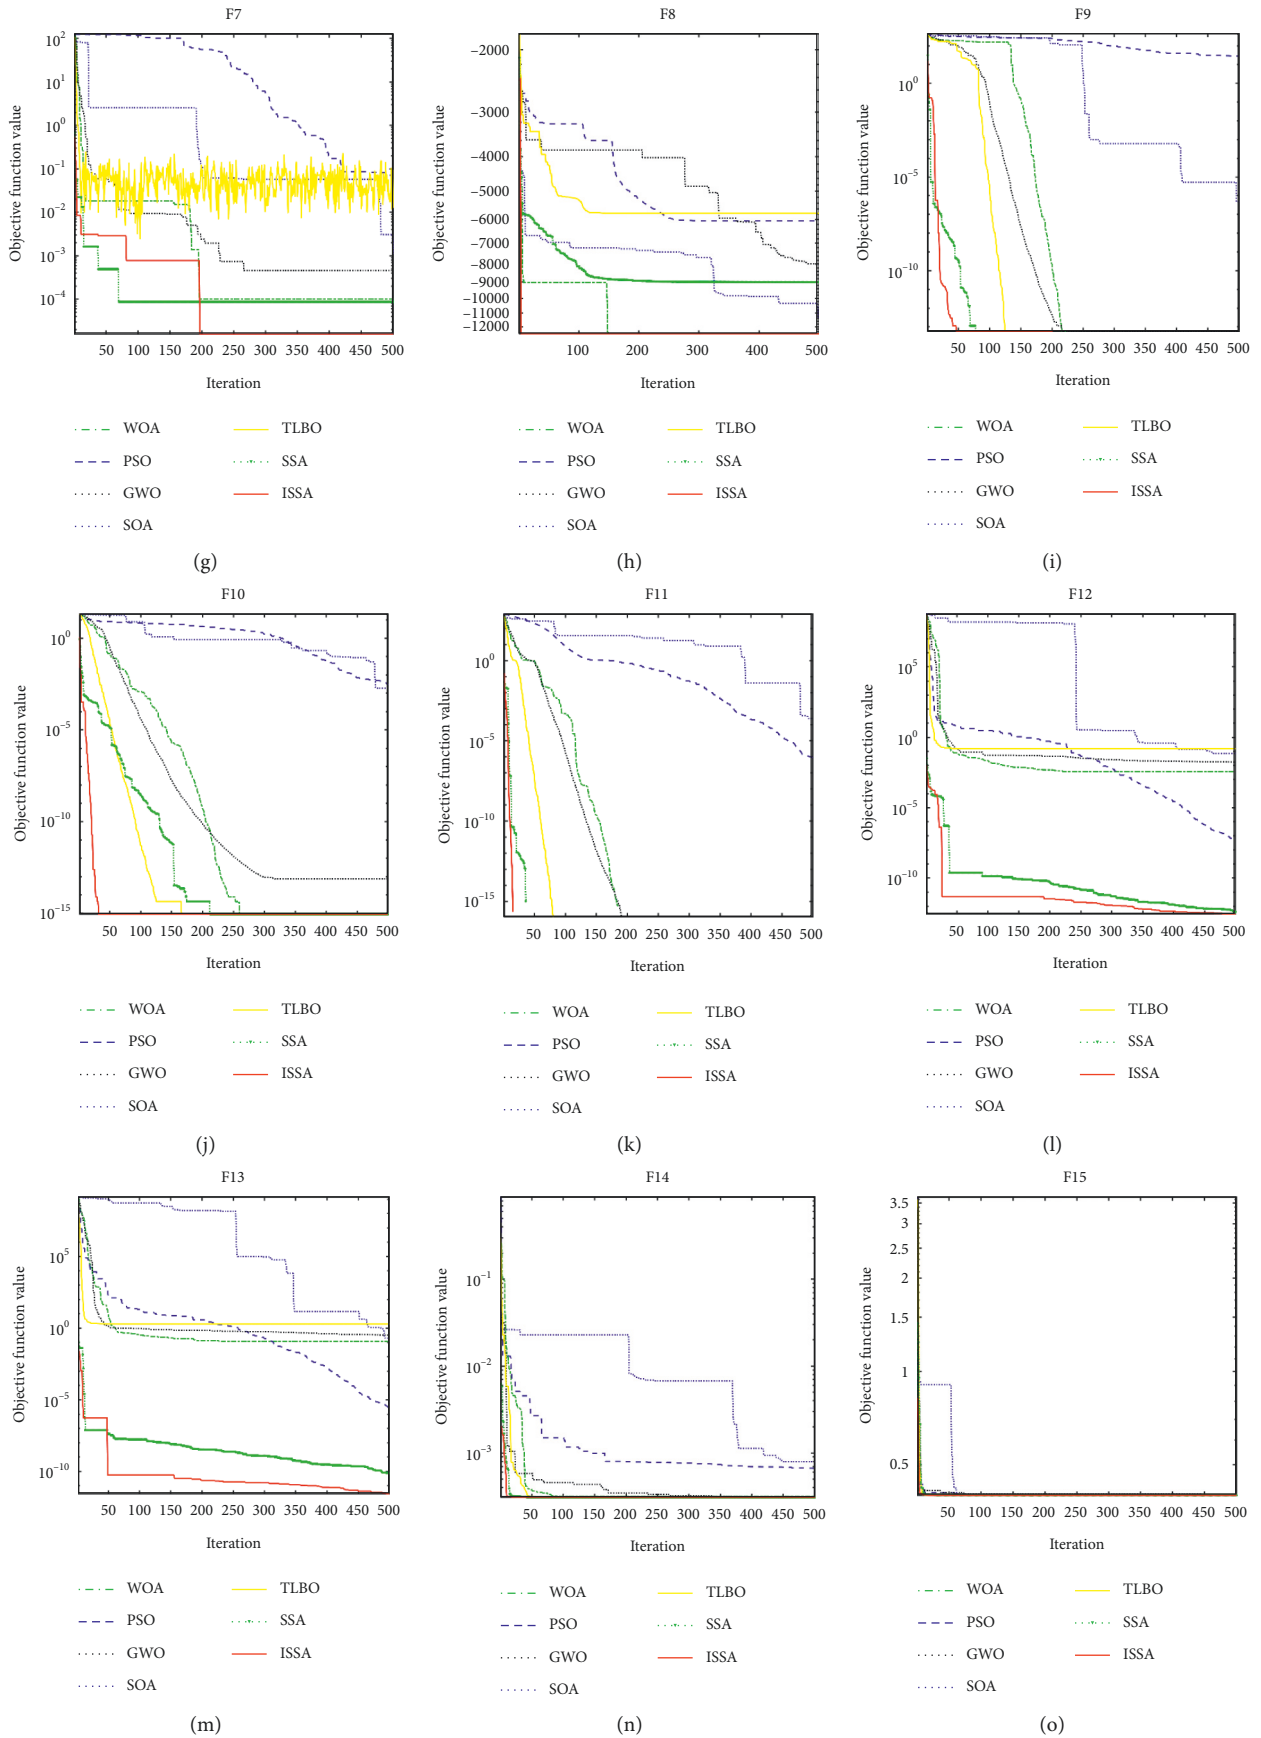 F7
Objective function value
10^2
10^1
10^0
10^-1
10^-2
10^-3
10^-4
50 100 150 200 250 300 350 400 450 500
Iteration
WOA
PSO
GWO
SOA
TLBO
SSA
ISSA
(g)
F8
Objective function value
−2000
−3000
−4000
−5000
−6000
−7000
−8000
−9000
−10000
−11000
−12000
100 200 300 400 500
Iteration
WOA
PSO
GWO
SOA
TLBO
SSA
ISSA
(h)
F9
Objective function value
10^0
10^-5
10^-10
50 100 150 200 250 300 350 400 450 500
Iteration
WOA
PSO
GWO
SOA
TLBO
SSA
ISSA
(i)
F10
Objective function value
10^0
10^-5
10^-10
10^-15
50 100 150 200 250 300 350 400 450 500
Iteration
WOA
PSO
GWO
SOA
TLBO
SSA
ISSA
(j)
F11
Objective function value
10^0
10^-5
10^-10
10^-15
50 100 150 200 250 300 350 400 450 500
Iteration
WOA
PSO
GWO
SOA
TLBO
SSA
ISSA
(k)
F12
Objective function value
10^5
10^0
10^-5
10^-10
50 100 150 200 250 300 350 400 450 500
Iteration
WOA
PSO
GWO
SOA
TLBO
SSA
ISSA
(l)
F13
Objective function value
10^5
10^0
10^-5
10^-10
50 100 150 200 250 300 350 400 450 500
Iteration
WOA
PSO
GWO
SOA
TLBO
SSA
ISSA
(m)
F14
Objective function value
10^-1
10^-2
10^-3
50 100 150 200 250 300 350 400 450 500
Iteration
WOA
PSO
GWO
SOA
TLBO
SSA
ISSA
(n)
F15
Objective function value
3.5
3
2.5
2
1.5
1
0.5
50 100 150 200 250 300 350 400 450 500
Iteration
WOA
PSO
GWO
SOA
TLBO
SSA
ISSA
(o)